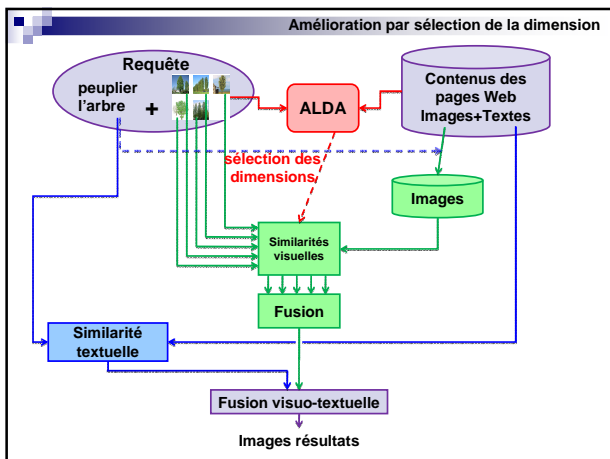 Amélioration par sélection de la dimension
Requête
peuplier
l'arbre
+
ALDA
Contenus des
pages Web
Images+Textes
sélection des
dimensions
Images
Similarités
visuelles
Fusion
Similarité
textuelle
Fusion visuo-textuelle
Images résultats